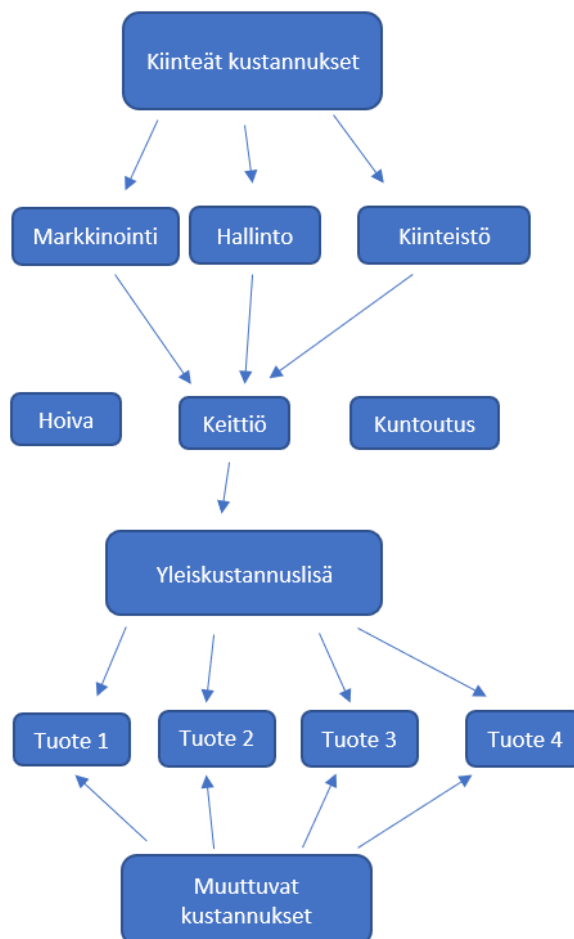 Kiinteät kustannukset
Markkinointi
Hallinto
Kiinteistö
Hoiva
Keittiö
Kuntoutus
Yleiskustannuslisä
Tuote 1
Tuote 2
Tuote 3
Tuote 4
Muuttuvat
kustannukset